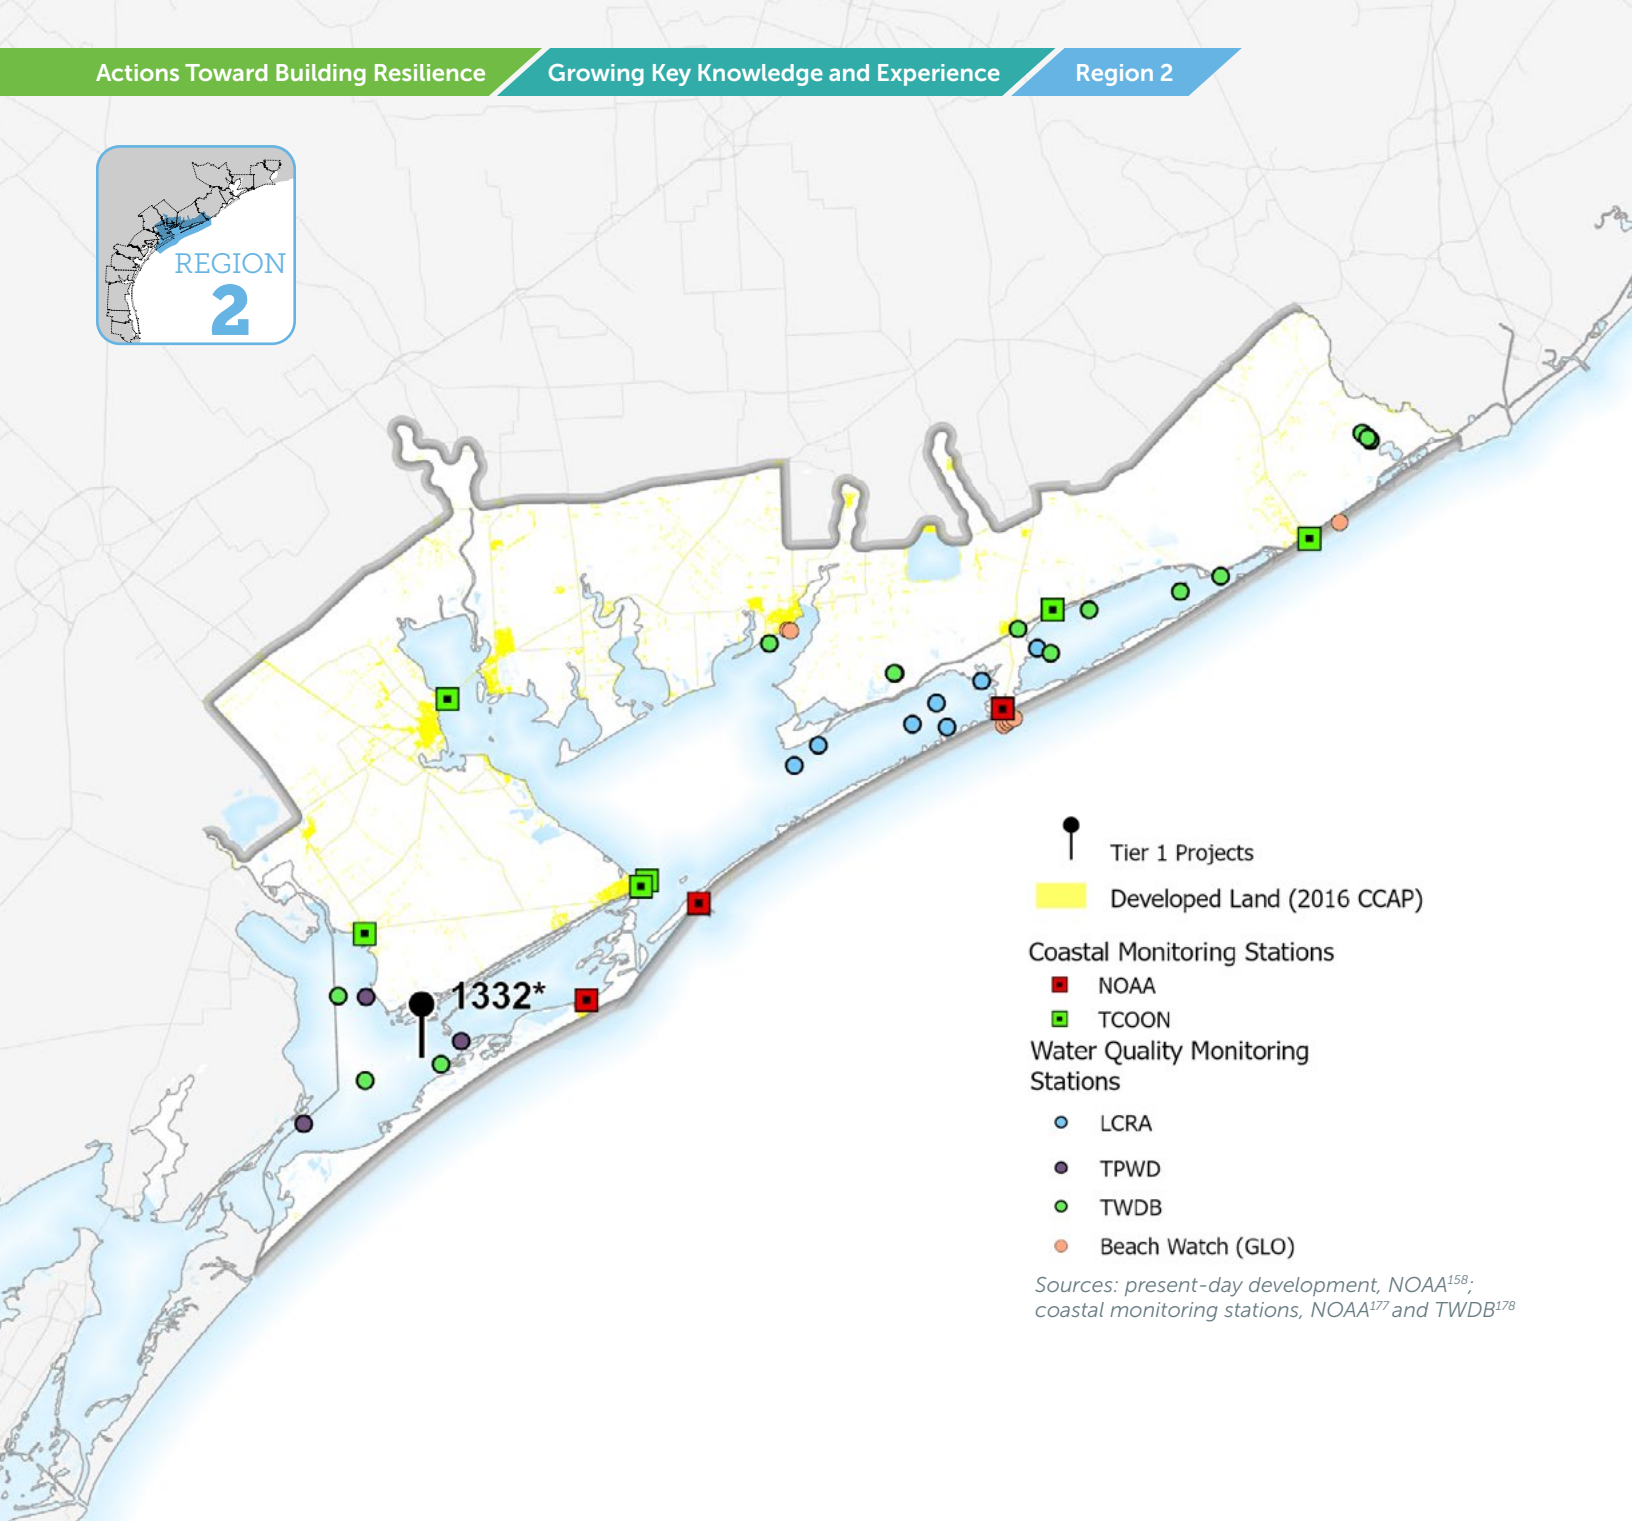 Actions Toward Building Resilience
Growing Key Knowledge and Experience
Region 2
REGION
2
1332*
Tier 1 Projects
Developed Land (2016 CCAP)
Coastal Monitoring Stations
NOAA
TCOON
Water Quality Monitoring
Stations
LCRA
TPWD
TWDB
Beach Watch (GLO)
Sources: present-day development, NOAA158;
coastal monitoring stations, NOAA177 and TWDB178